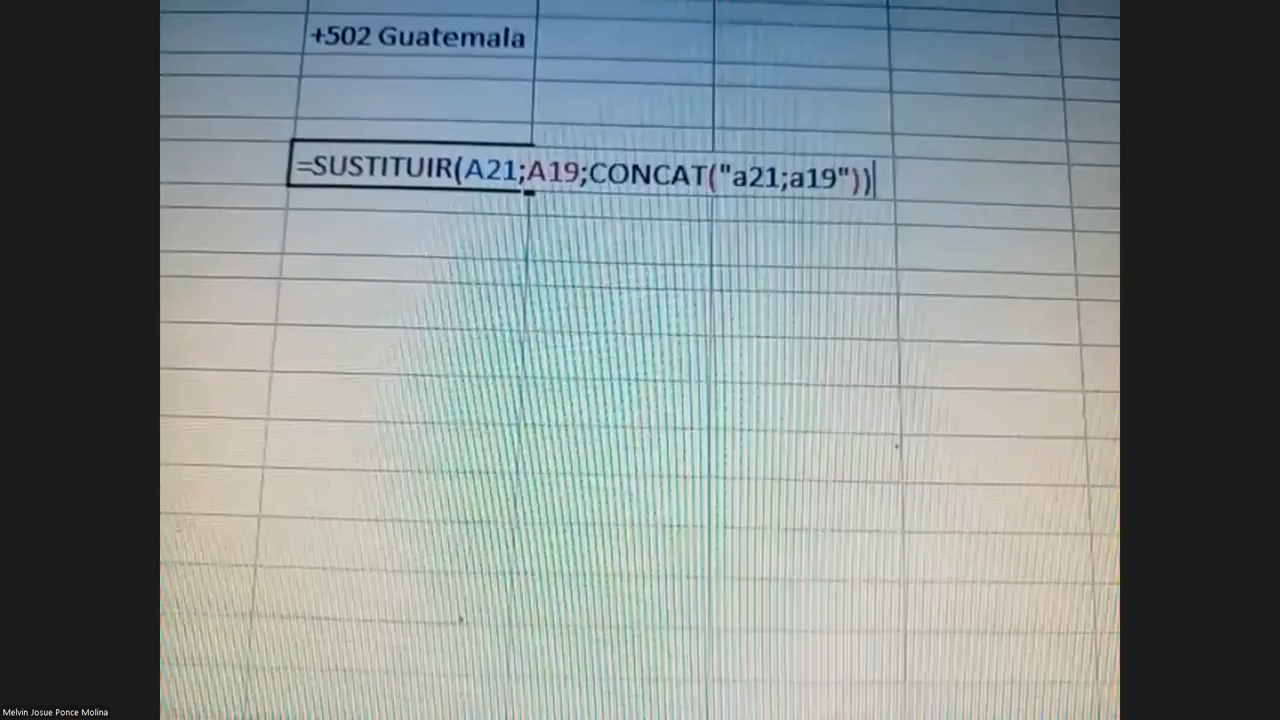 +502 Guatemala
=SUSTITUIR(A21;A19;CONCAT("a21;a19"))
Melvin Josue Ponce Molina